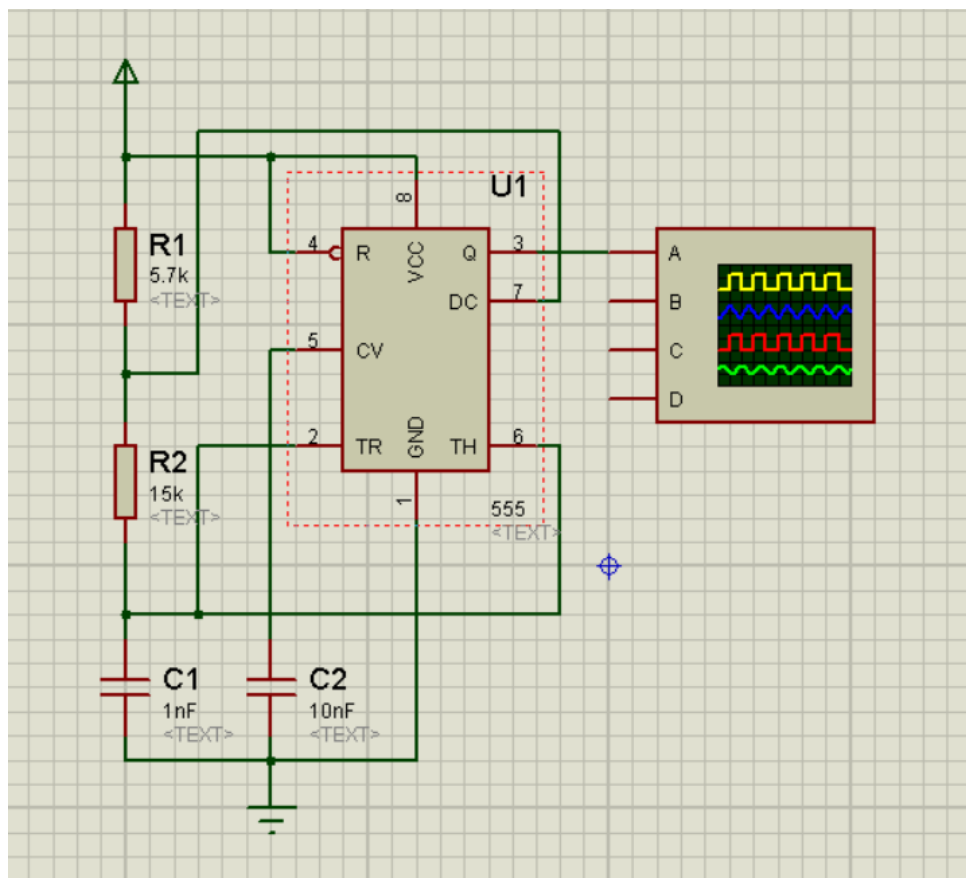 R1
5.7k
<TEXT>
R2
15k
<TEXT>
C1
1nF
<TEXT>
C2
10nF
<TEXT>
U1
8
4
R
VCC
Q
3
DC
7
5
CV
2
TR
GND
TH
6
1
555
<TEXT>
A
B
C
D